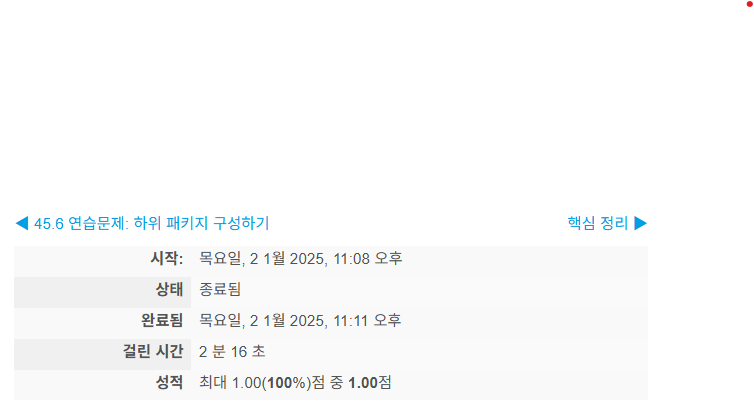 ◀ 45.6 연습문제: 하위 패키지 구성하기 핵심 정리 ▶
시작: 목요일, 2 1월 2025, 11:08 오후
상태 종료됨
완료됨 목요일, 2 1월 2025, 11:11 오후
걸린 시간 2 분 16 초
성적 최대 1.00(100%)점 중 1.00점